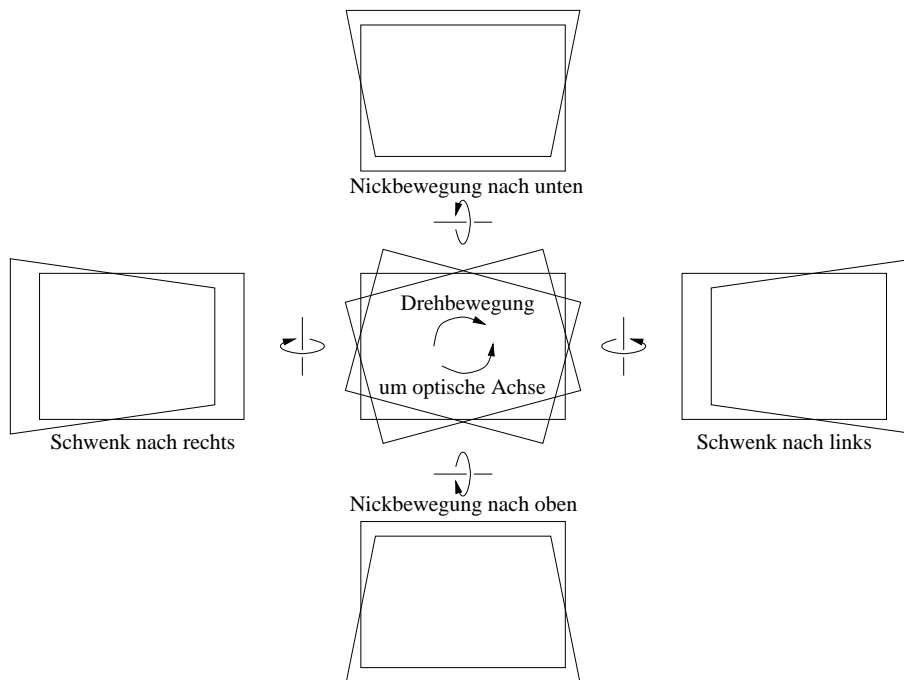 Nickbewegung nach unten
Drehbewegung
um optische Achse
Schwenk nach rechts
Schwenk nach links
Nickbewegung nach oben